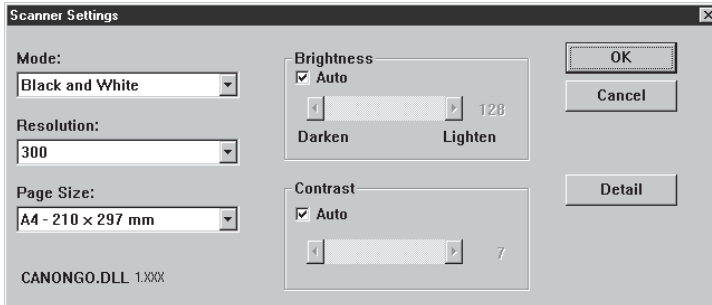 Scanner Settings
Mode:
Black and White
Resolution:
300
Page Size:
A4 - 210 x 297 mm
CANONGO.DLL 1.XXX
Brightness
Auto
128
Darken Lighten
Contrast
Auto
7
OK
Cancel
Detail